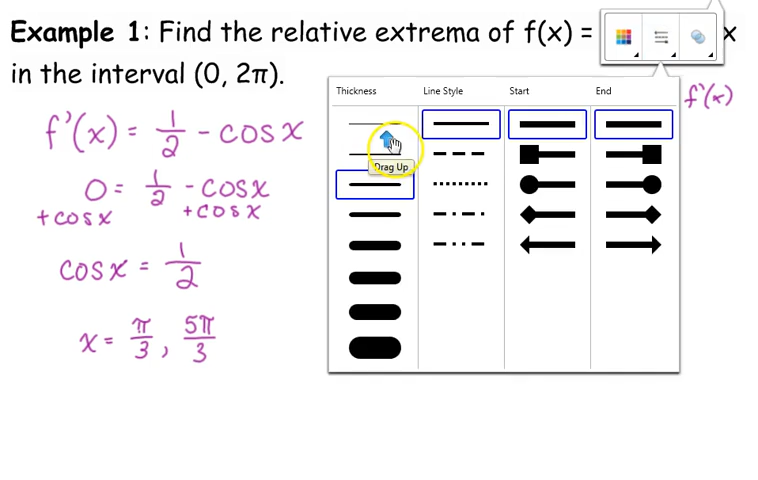 Example 1: Find the relative extrema of f(x) = x
in the interval (0, 2π).
Thickness Line Style Start End
Drag Up
f'(x)
f'(x) = 1/2 - cos x
0 = 1/2 - cos x
+cos x +cos x
cos x = 1/2
x = π/3, 5π/3